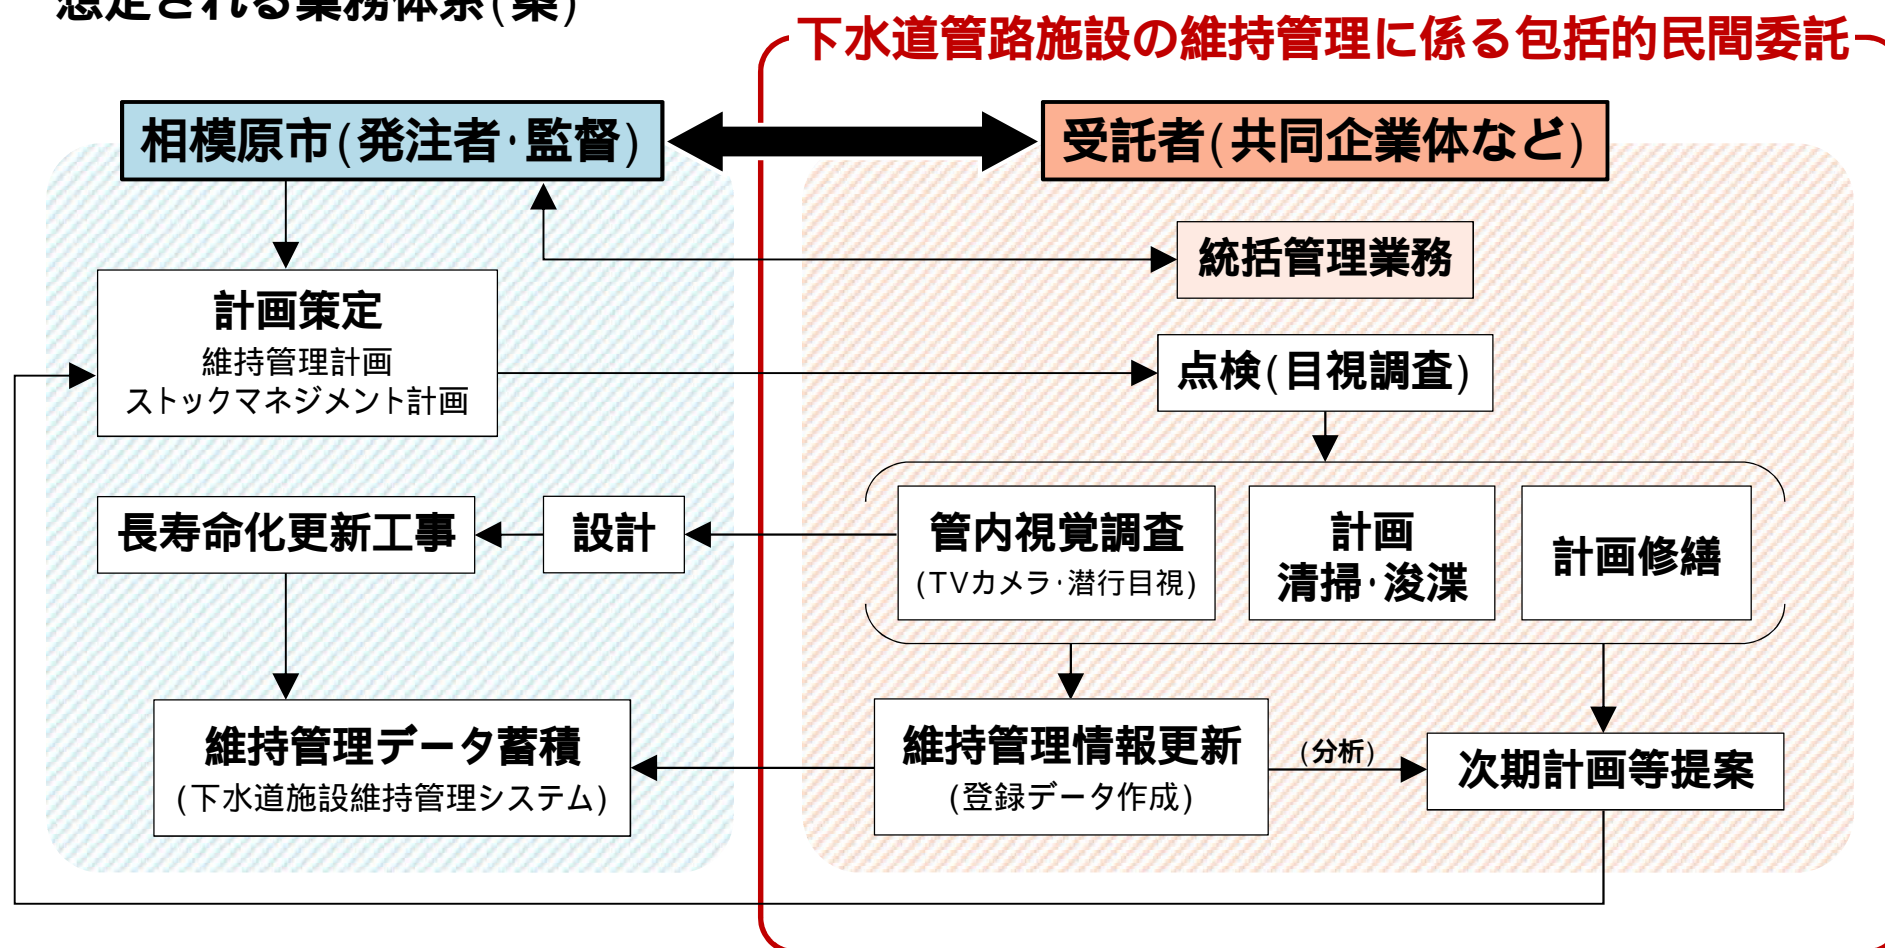 想定される業務体系(案)
下水道管路施設の維持管理に係る包括的民間委託
相模原市(発注者・監督)
受託者(共同企業体など)
統括管理業務
計画策定
維持管理計画
ストックマネジメント計画
点検(目視調査)
長寿命化更新工事
設計
管内視覚調査
(TVカメラ・潜行目視)
計画
清掃・浚渫
計画修繕
維持管理データ蓄積
(下水道施設維持管理システム)
維持管理情報更新
(登録データ作成)
(分析)
次期計画等提案